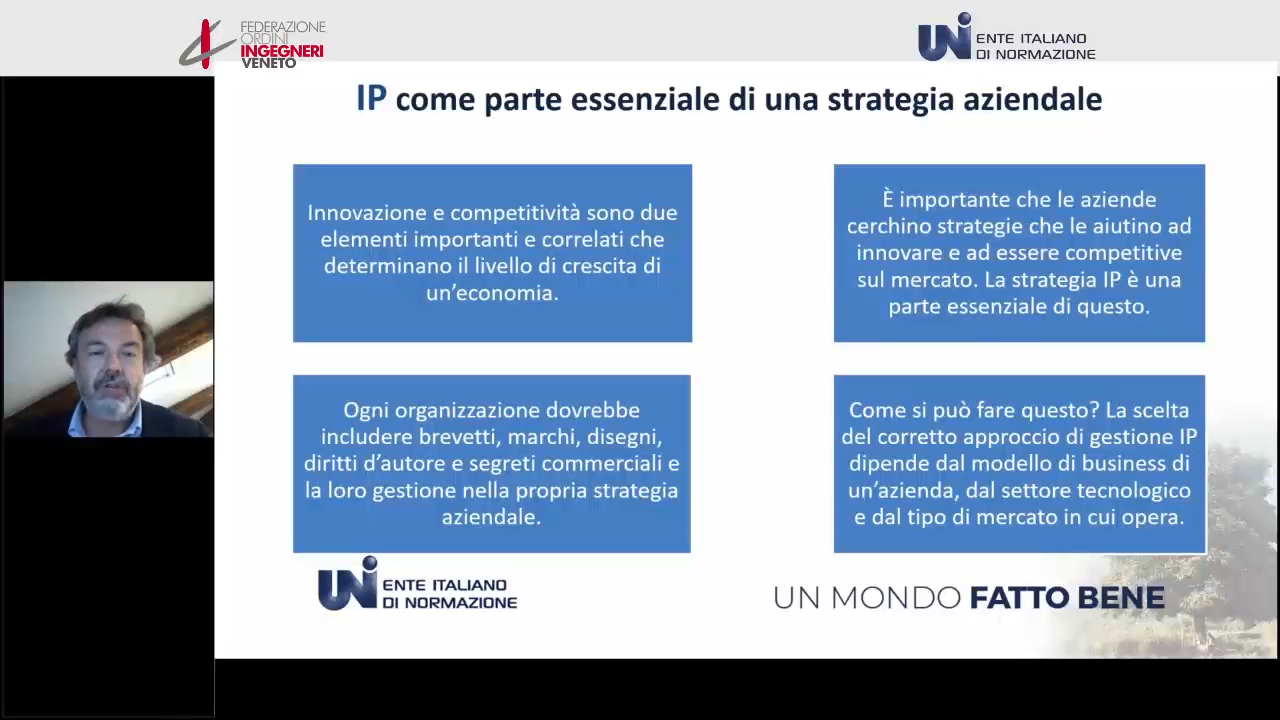 FEDERAZIONE
ORDINI
INGEGNERI
VENETO
UNI ENTE ITALIANO
DI NORMAZIONE
IP come parte essenziale di una strategia aziendale
Innovazione e competitività sono due
elementi importanti e correlati che
determinano il livello di crescita di
un'economia.
È importante che le aziende
cerchino strategie che le aiutino ad
innovare e ad essere competitive
sul mercato. La strategia IP è una
parte essenziale di questo.
Ogni organizzazione dovrebbe
includere brevetti, marchi, disegni,
diritti d'autore e segreti commerciali e
la loro gestione nella propria strategia
aziendale.
Come si può fare questo? La scelta
del corretto approccio di gestione IP
dipende dal modello di business di
un'azienda, dal settore tecnologico
e dal tipo di mercato in cui opera.
UNI ENTE ITALIANO
DI NORMAZIONE
UN MONDO FATTO BENE